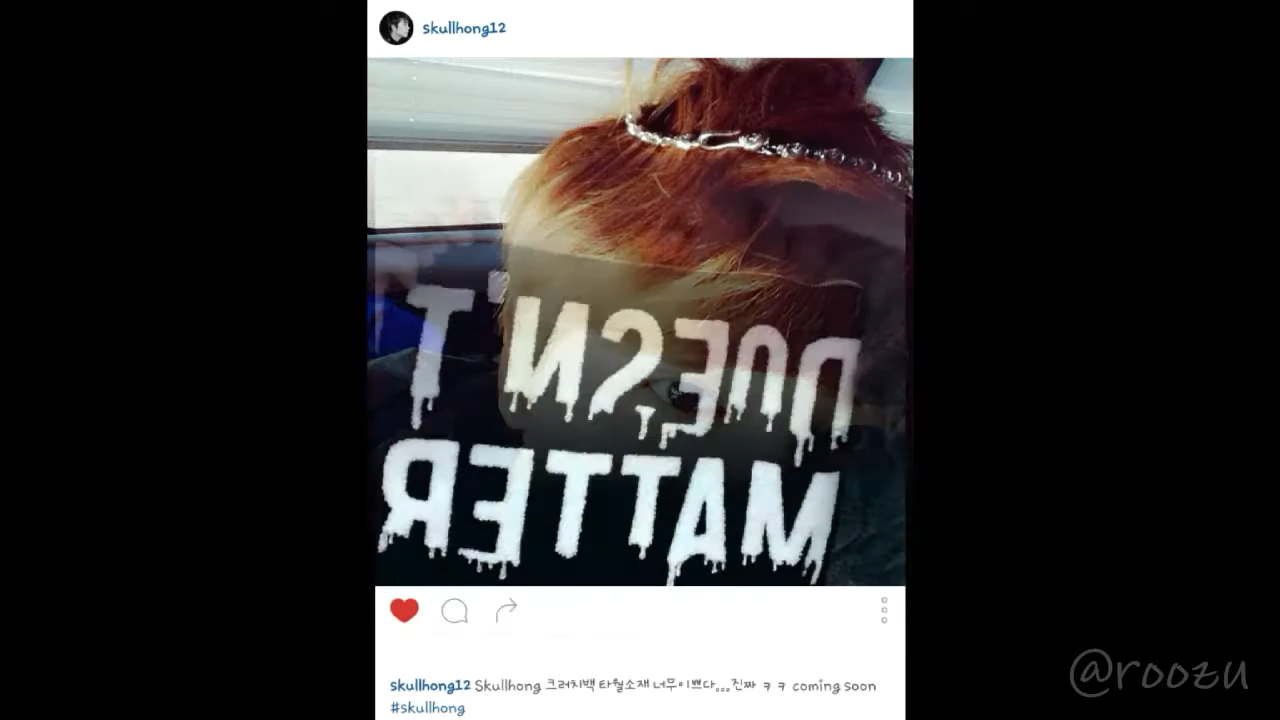 skullhong12
DOESN'T
MATTER
skullhong12 Skullhong 크러치백 타월소재 너무이쁘다,,,진짜 ㅋ ㅋ coming soon
#skullhong
@roozu